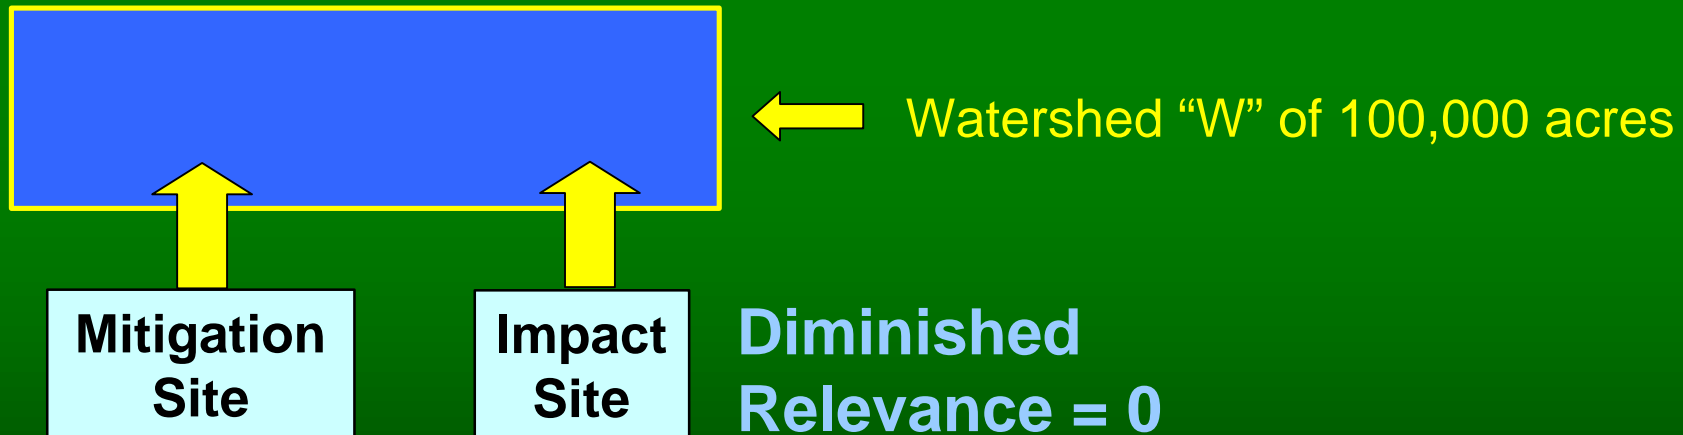 Watershed “W” of 100,000 acres
Mitigation
Site
Impact
Site
Diminished
Relevance = 0